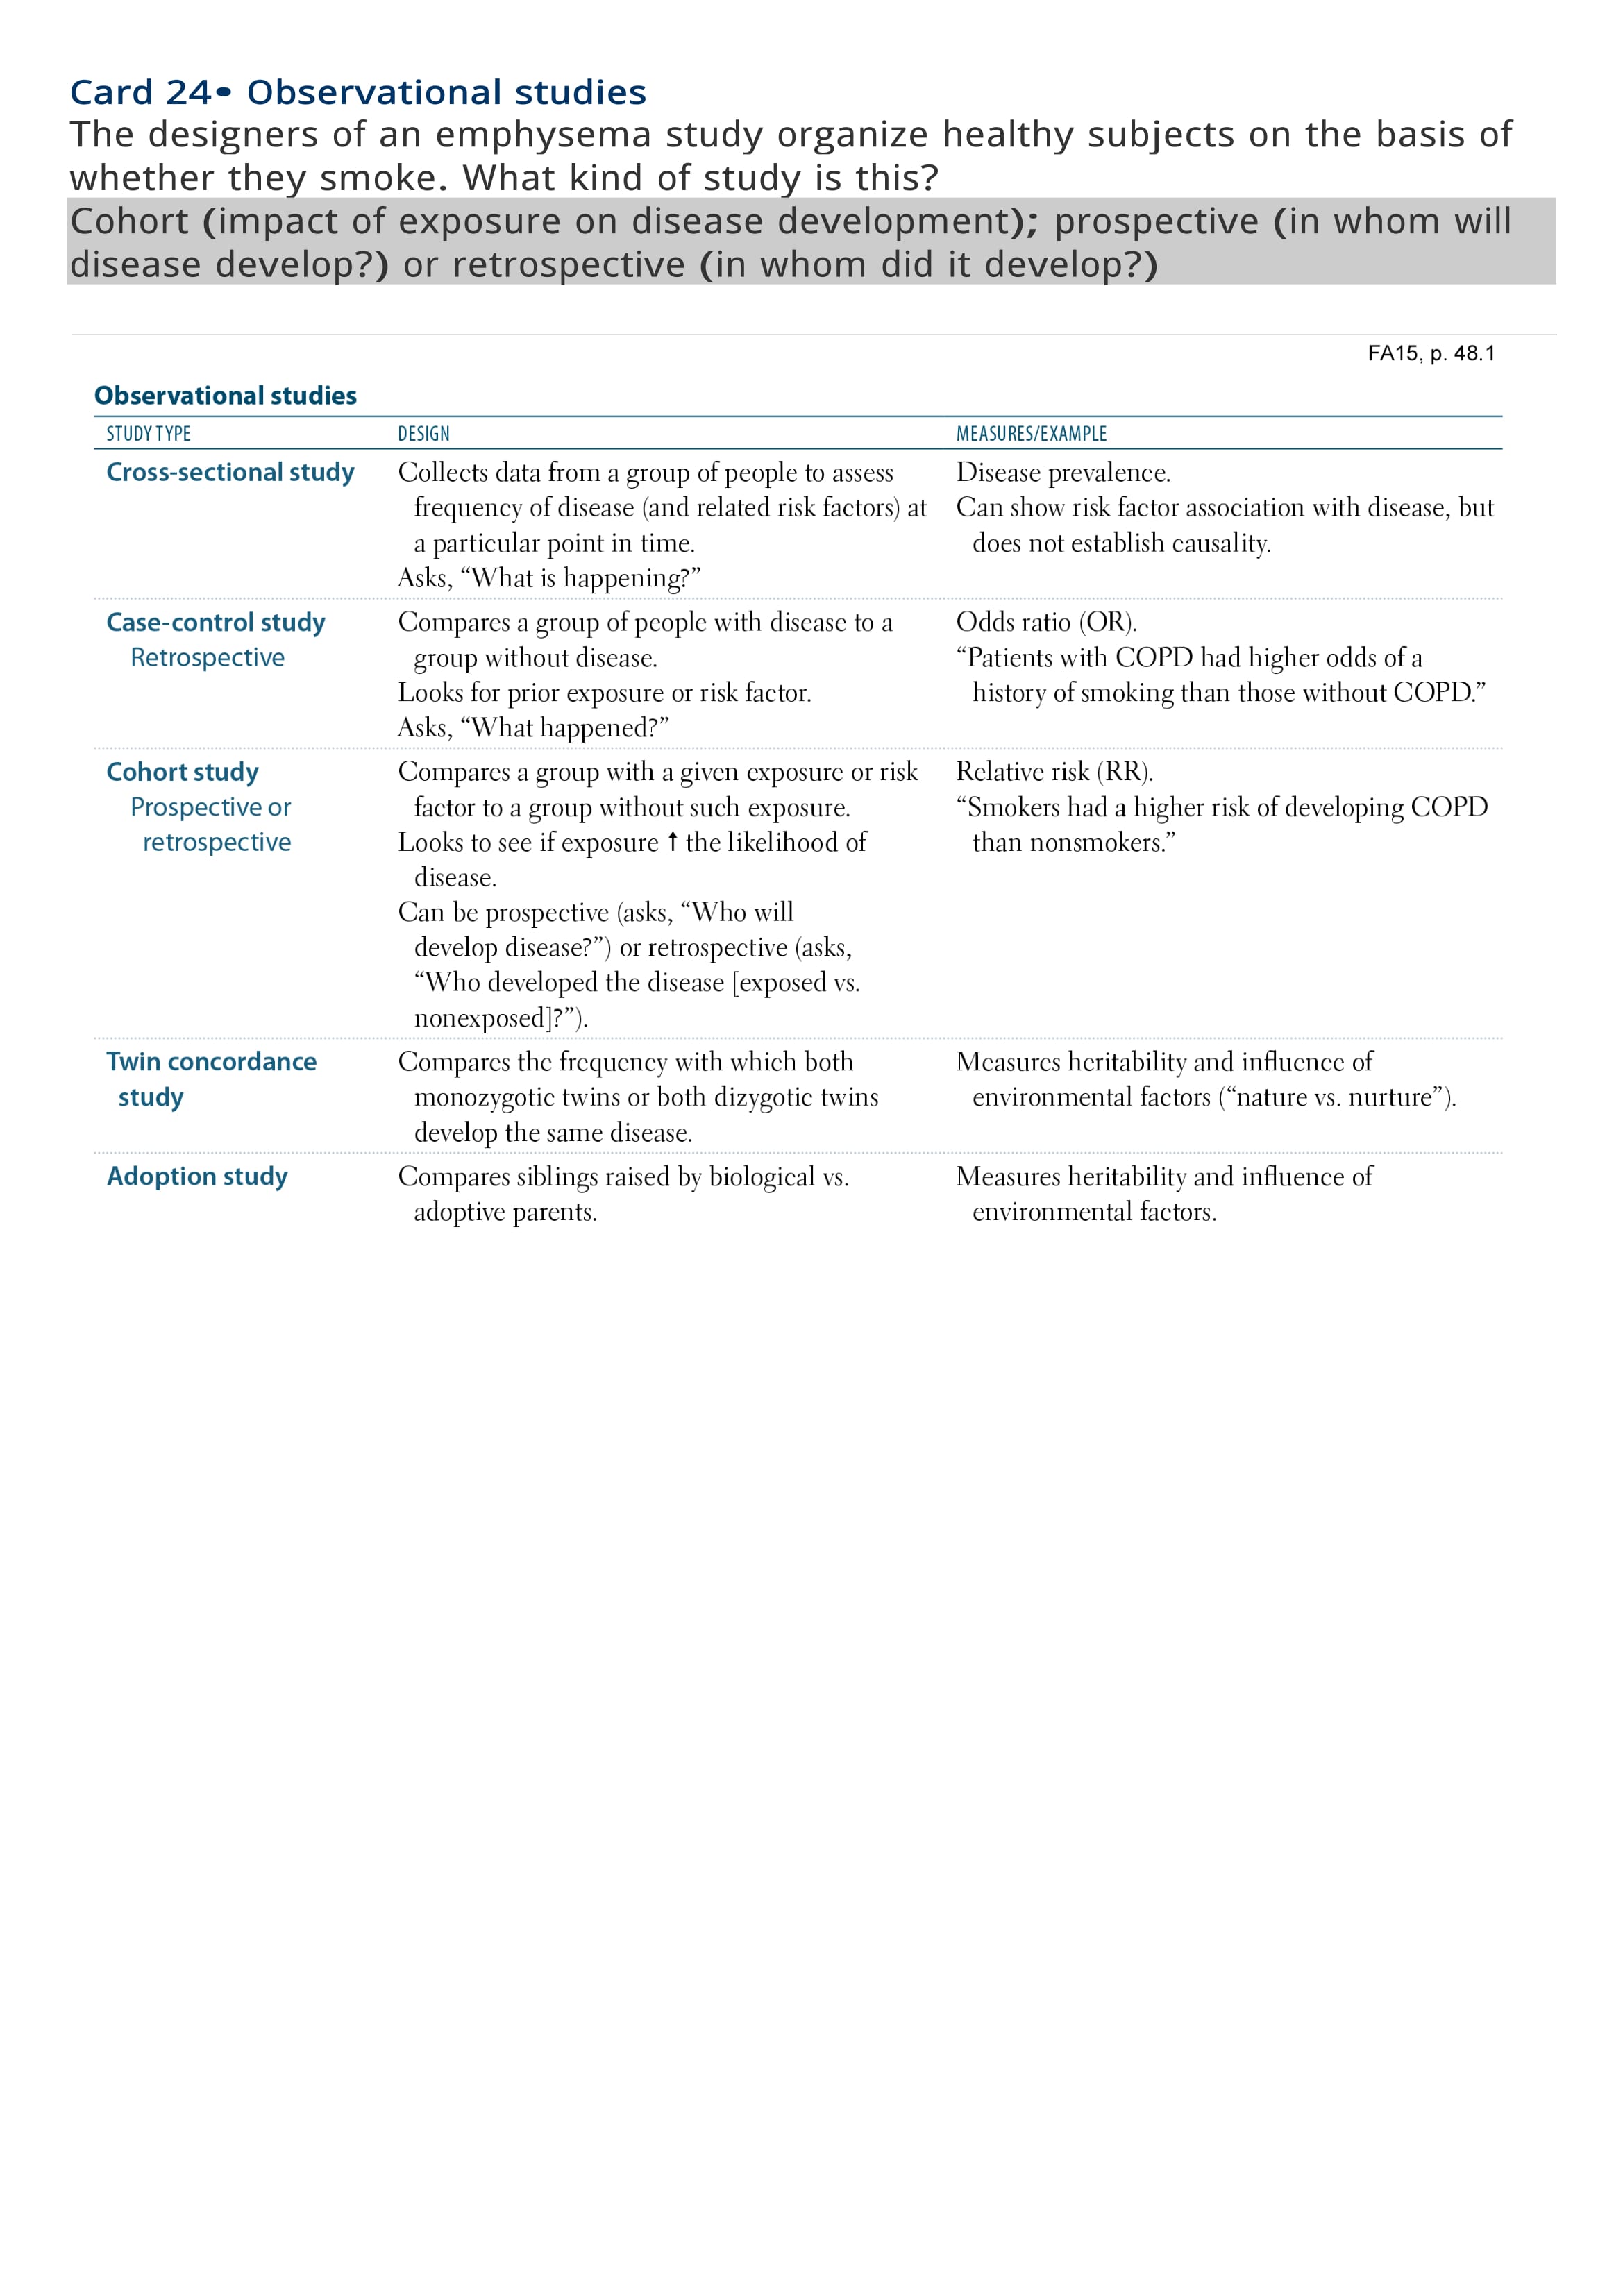 Card 24• Observational studies
The designers of an emphysema study organize healthy subjects on the basis of
whether they smoke. What kind of study is this?
Cohort (impact of exposure on disease development); prospective (in whom will
disease develop?) or retrospective (in whom did it develop?)
FA15, p. 48.1
Observational studies
STUDY TYPE DESIGN MEASURES/EXAMPLE
Cross-sectional study Collects data from a group of people to assess Disease prevalence.
frequency of disease (and related risk factors) at Can show risk factor association with disease, but
a particular point in time. does not establish causality.
Asks, “What is happening?”
Case-control study Compares a group of people with disease to a Odds ratio (OR).
Retrospective group without disease. “Patients with COPD had higher odds of a
Looks for prior exposure or risk factor. history of smoking than those without COPD.”
Asks, “What happened?”
Cohort study Compares a group with a given exposure or risk Relative risk (RR).
Prospective or factor to a group without such exposure. “Smokers had a higher risk of developing COPD
retrospective Looks to see if exposure ↑ the likelihood of than nonsmokers.”
disease.
Can be prospective (asks, “Who will
develop disease?”) or retrospective (asks,
“Who developed the disease [exposed vs.
nonexposed]?”).
Twin concordance Compares the frequency with which both Measures heritability and influence of
study monozygotic twins or both dizygotic twins environmental factors (“nature vs. nurture”).
develop the same disease.
Adoption study Compares siblings raised by biological vs. Measures heritability and influence of
adoptive parents. environmental factors.